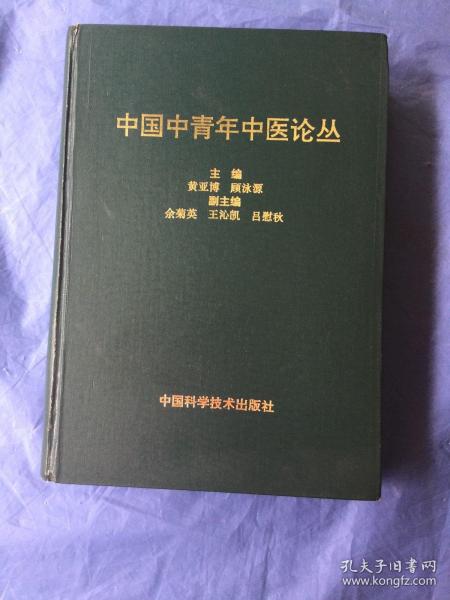 中国中青年中医论丛
主 编
黄亚博 顾泳源
副主编
余菊英 王沁凯 吕慰秋
中国科学技术出版社
孔夫子旧书网
www.kongfz.com